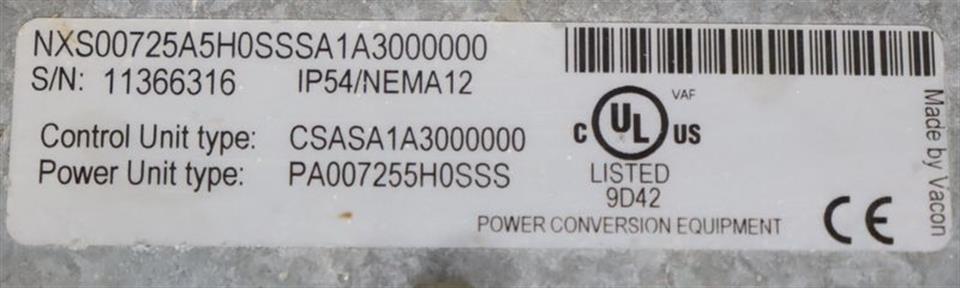 NXS00725A5H0SSSA1A3000000
S/N: 11366316 IP54/NEMA12
Control Unit type: CSASA1A3000000
Power Unit type: PA007255H0SSS
C UL US
VAF
LISTED
9D42
POWER CONVERSION EQUIPMENT
CE
Made by Vacon